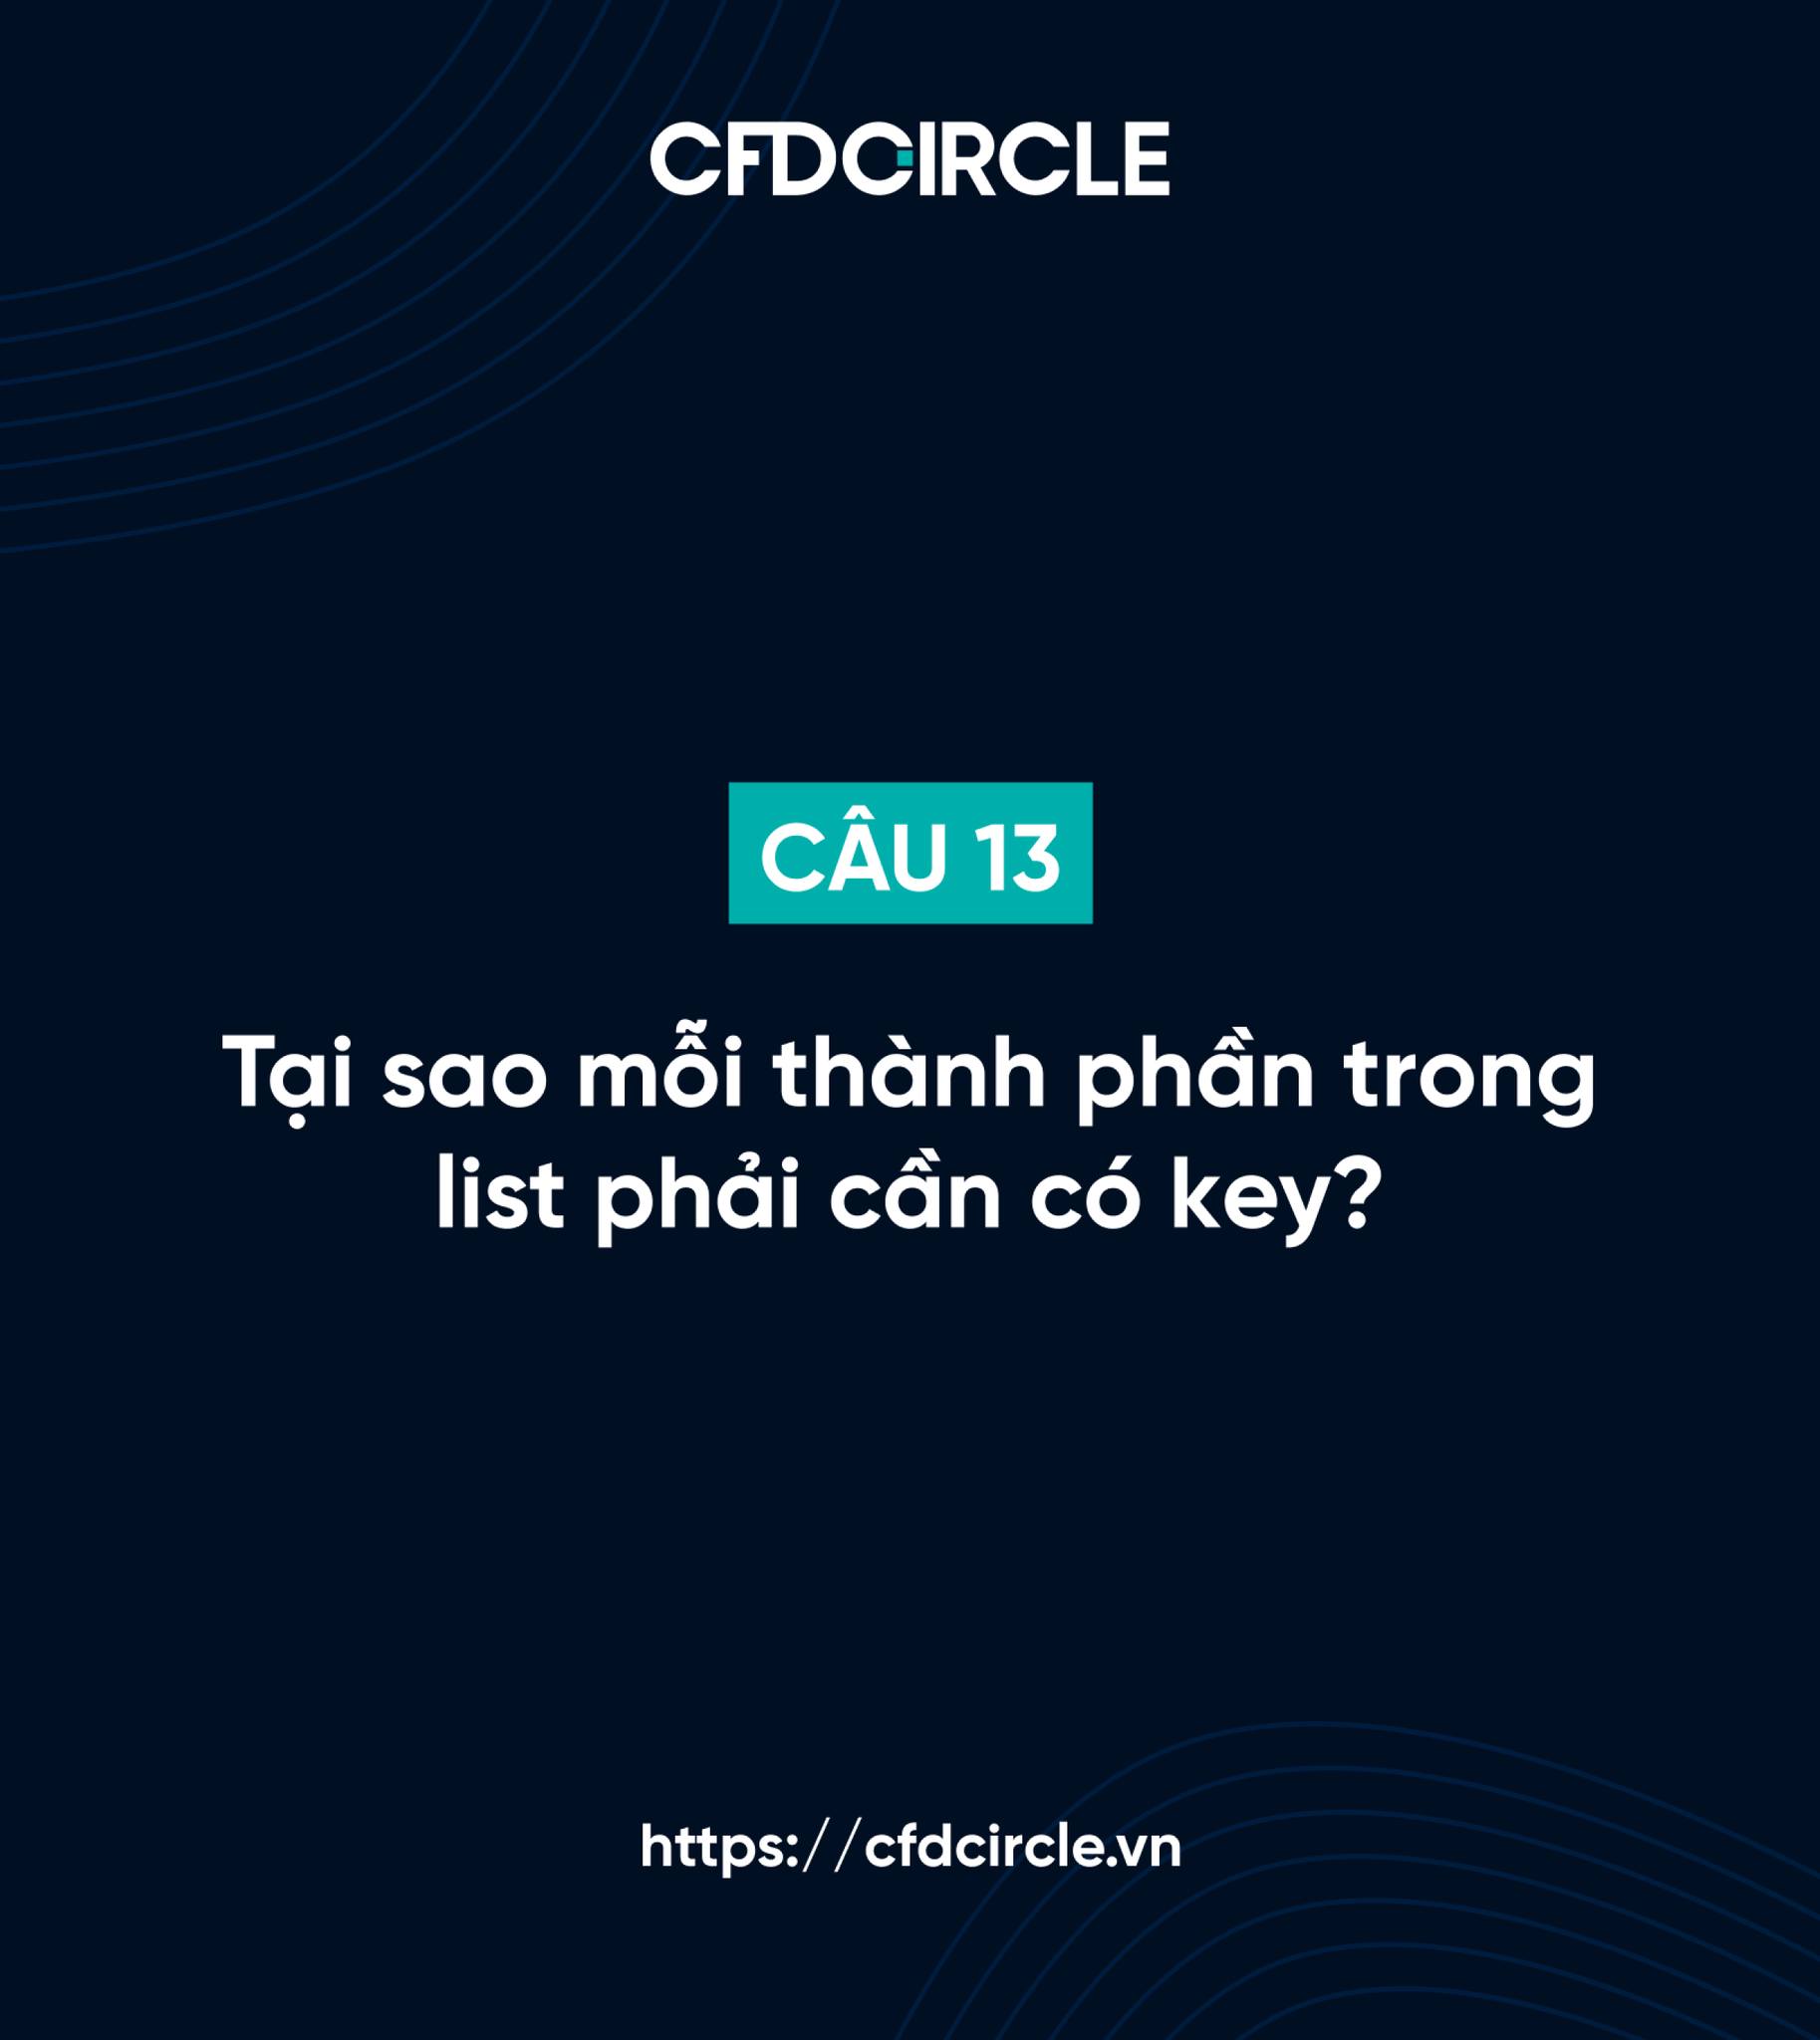 CFDCIRCLE
CÂU 13
Tại sao mỗi thành phần trong
list phải cần có key?
https://cfdcircle.vn